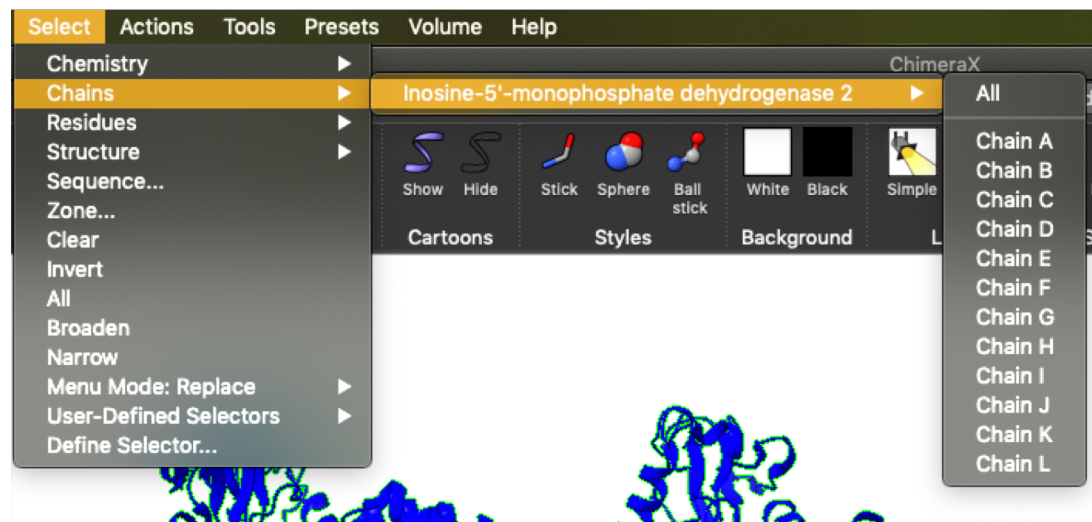 Select Actions Tools Presets Volume Help
ChimeraX
Chemistry
Chains
Residues
Structure
Sequence...
Zone...
Clear
Invert
All
Broaden
Narrow
Menu Mode: Replace
User-Defined Selectors
Define Selector...
Inosine-5'-monophosphate dehydrogenase 2
All
Chain A
Chain B
Chain C
Chain D
Chain E
Chain F
Chain G
Chain H
Chain I
Chain J
Chain K
Chain L
Show Hide Stick Sphere Ball White Black Simple
stick
Cartoons Styles Background